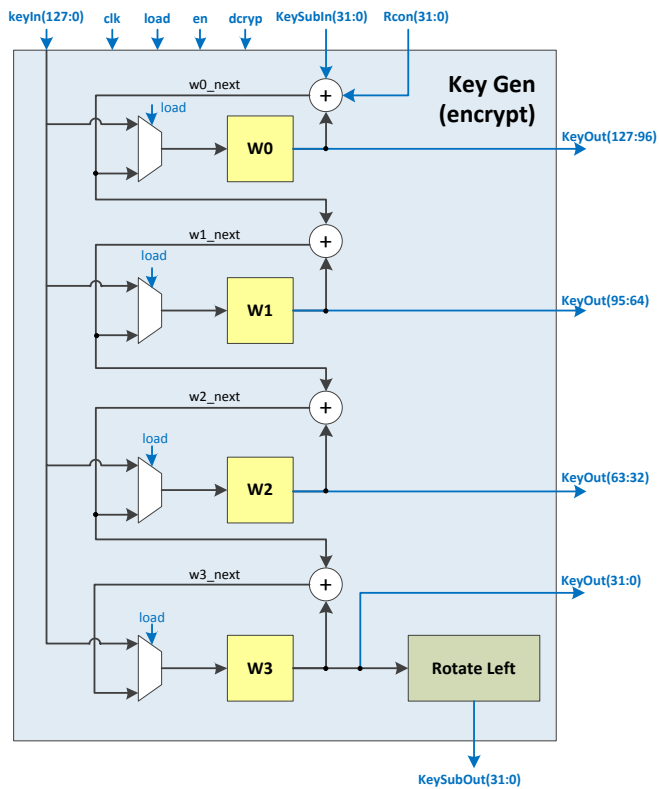 keyIn(127:0)
clk
load
en
dcryp
KeySubIn(31:0)
Rcon(31:0)
Key Gen
(encrypt)
w0_next
+
load
W0
KeyOut(127:96)
w1_next
+
load
W1
KeyOut(95:64)
w2_next
+
load
W2
KeyOut(63:32)
w3_next
+
KeyOut(31:0)
load
W3
Rotate Left
KeySubOut(31:0)